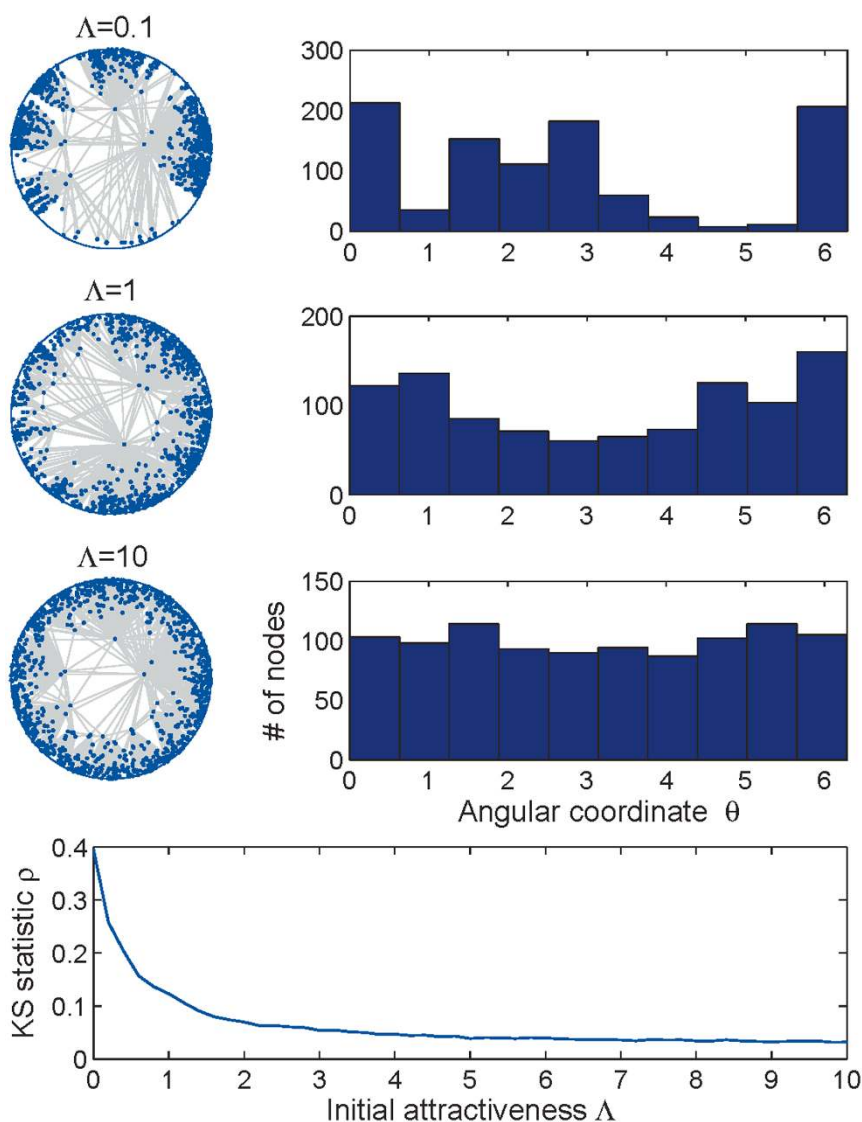 Λ=0.1
300
200
100
0
1 2 3 4 5 6
Λ=1
200
100
0
0 1 2 3 4 5 6
Λ=10
150
100
50
0
0 1 2 3 4 5 6
# of nodes
Angular coordinate θ
0.4
0.3
0.2
0.1
0
KS statistic ρ
0 1 2 3 4 5 6 7 8 9 10
Initial attractiveness Λ